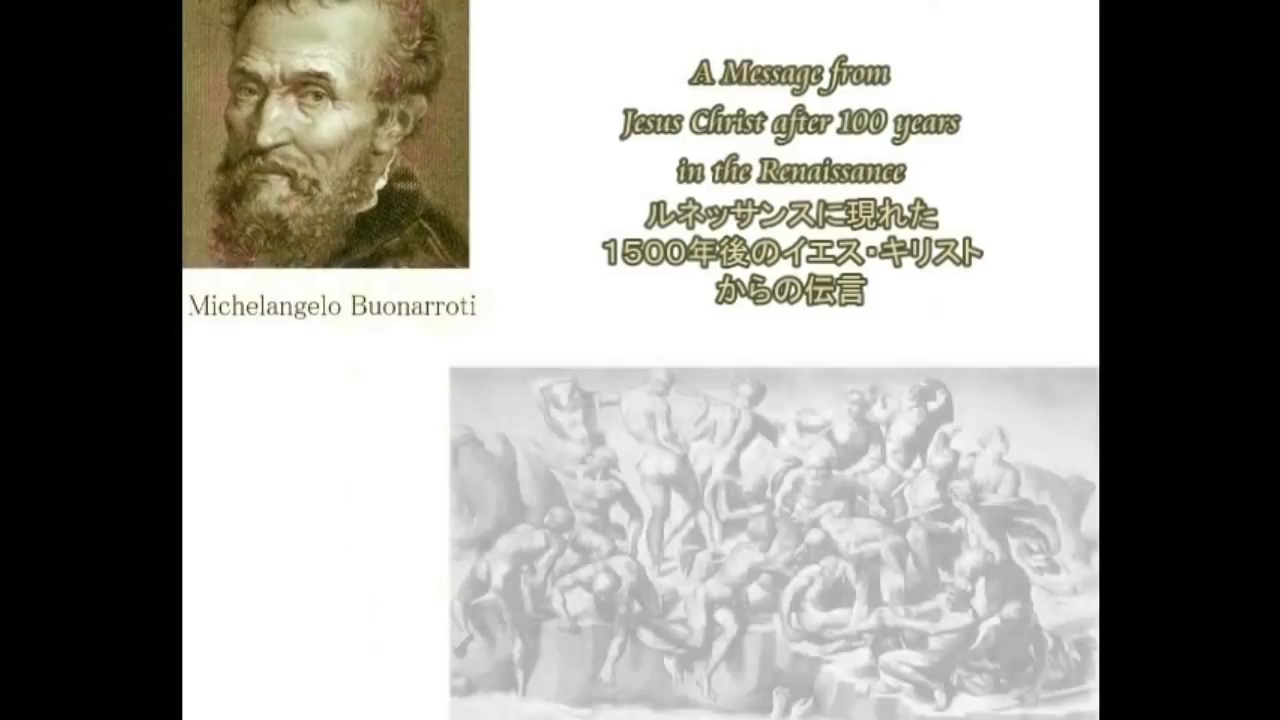 A Message from
Jesus Christ after 100 years
in the Renaissance
ルネッサンスに現れた
１５００年後のイエス・キリスト
からの伝言
Michelangelo Buonarroti